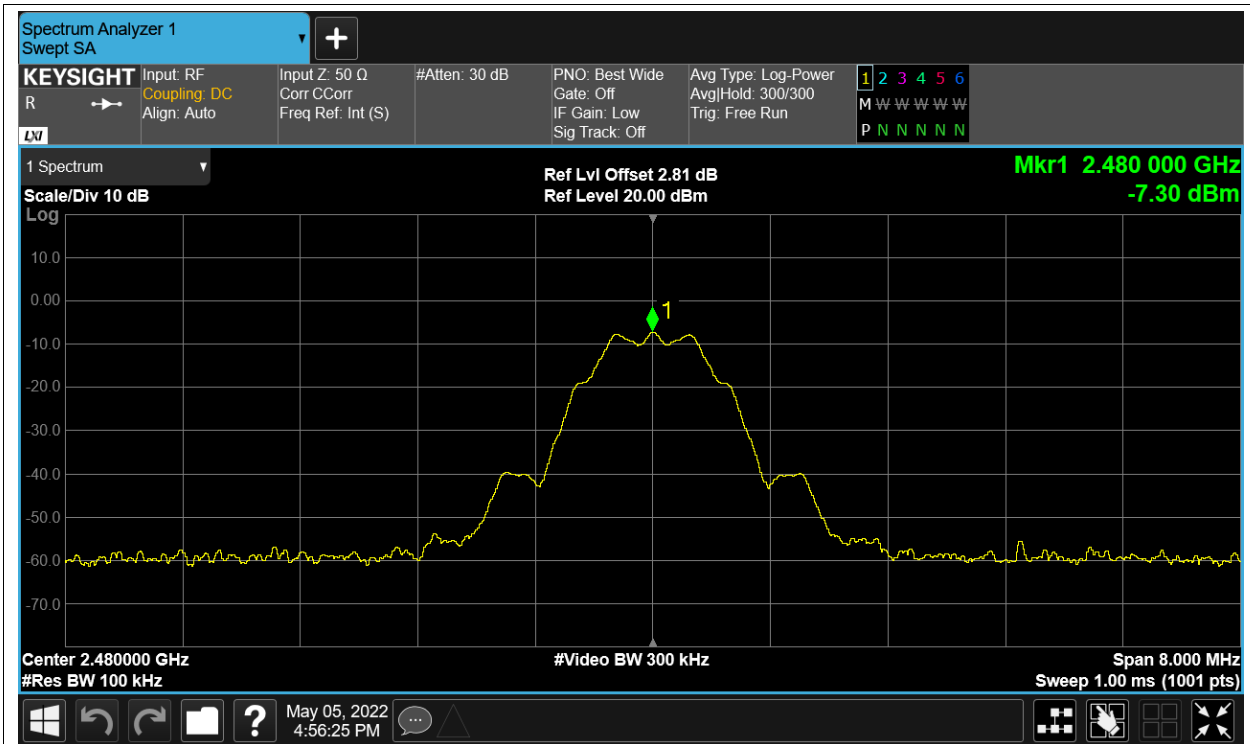 Spectrum Analyzer 1
Swept SA
KEYSIGHT
R
LXI
Input: RF
Coupling: DC
Align: Auto
Input Z: 50 Ω
Corr CCorr
Freq Ref: Int (S)
#Atten: 30 dB
PNO: Best Wide
Gate: Off
IF Gain: Low
Sig Track: Off
Avg Type: Log-Power
Avg|Hold: 300/300
Trig: Free Run
1 2 3 4 5 6
M W W W W W
P N N N N N
1 Spectrum
Scale/Div 10 dB
Log
Ref Lvl Offset 2.81 dB
Ref Level 20.00 dBm
Mkr1 2.480 000 GHz
-7.30 dBm
10.0
0.00
1
-10.0
-20.0
-30.0
-40.0
-50.0
-60.0
-70.0
Center 2.480000 GHz
#Res BW 100 kHz
#Video BW 300 kHz
Span 8.000 MHz
Sweep 1.00 ms (1001 pts)
?
May 05, 2022
4:56:25 PM